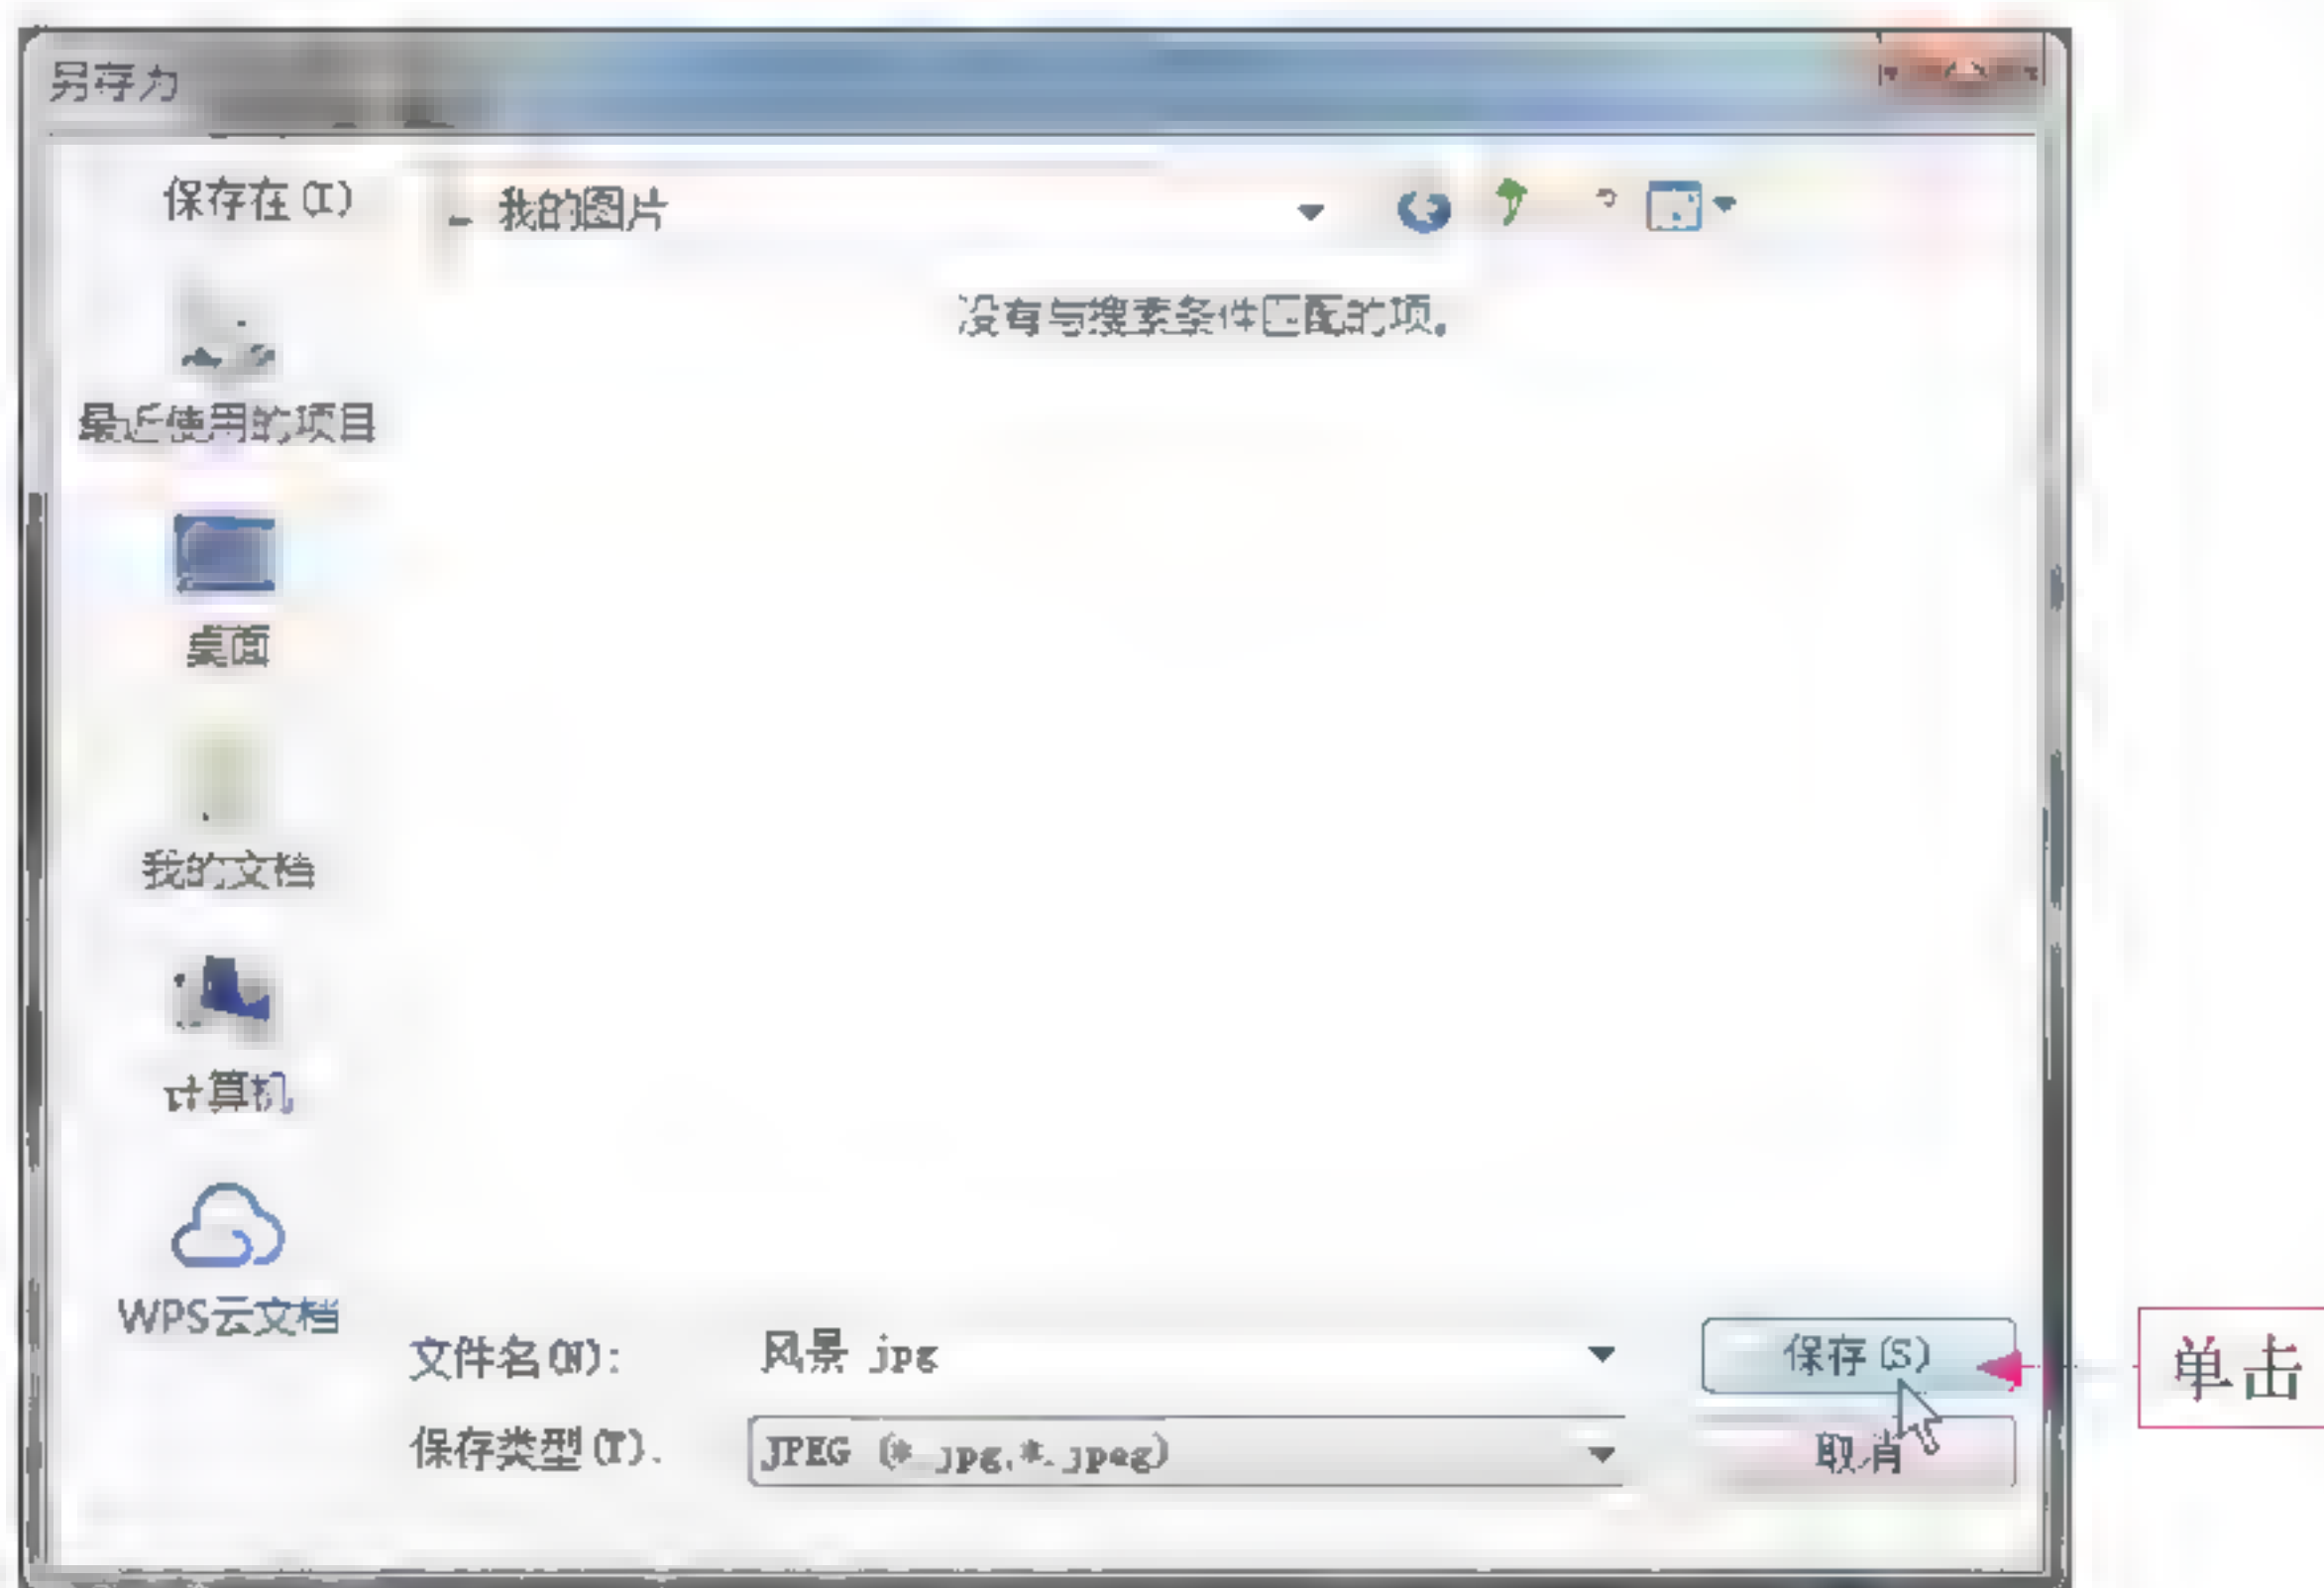 另存为
保存在(I)
我的图片
没有与搜索条件匹配的项。
最近使用的项目
桌面
我的文档
计算机
WPS云文档
文件名(N):
风景 jpg
保存(S)
单击
保存类型(T).
JPEG (*.jpg,*.jpeg)
取消